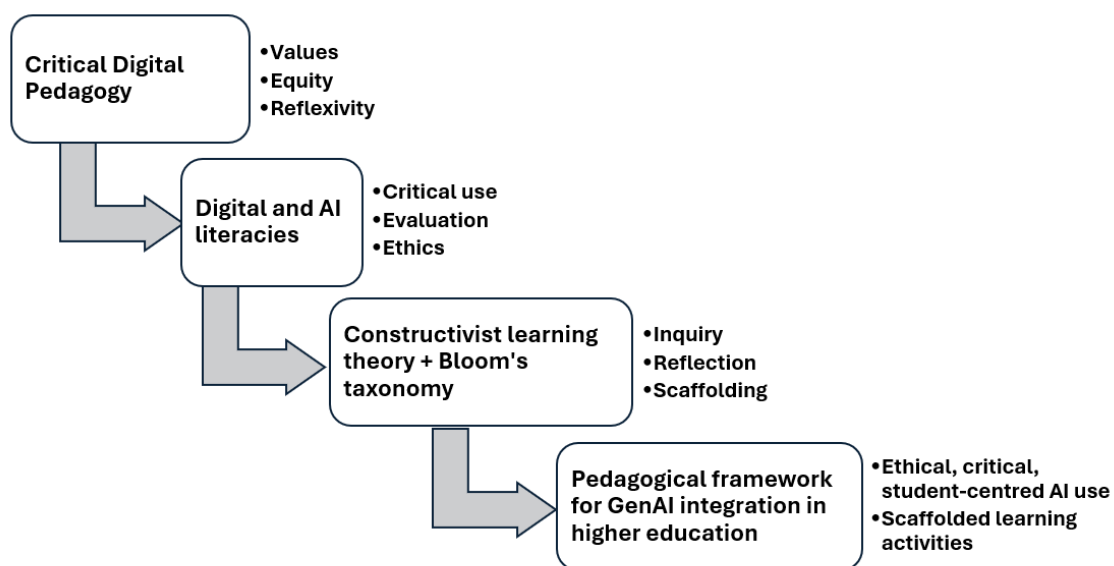 Critical Digital
Pedagogy
•Values
•Equity
•Reflexivity
Digital and AI
literacies
•Critical use
•Evaluation
•Ethics
Constructivist learning
theory + Bloom's
taxonomy
•Inquiry
•Reflection
•Scaffolding
Pedagogical framework
for GenAI integration in
higher education
•Ethical, critical,
student-centred AI use
•Scaffolded learning
activities